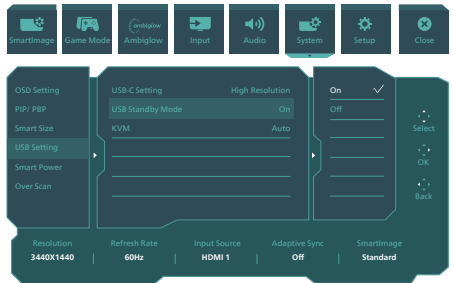 SmartImage
Game Mode
ambiglow
Ambiglow
Input
Audio
System
Setup
Close
OSD Setting
PIP/ PBP
Smart Size
USB Setting
Smart Power
Over Scan
USB-C Setting High Resolution
USB Standby Mode On
KVM Auto
On
Off
Select
OK
Back
Resolution Refresh Rate Input Source Adaptive Sync SmartImage
3440X1440 | 60Hz | HDMI 1 | Off | Standard